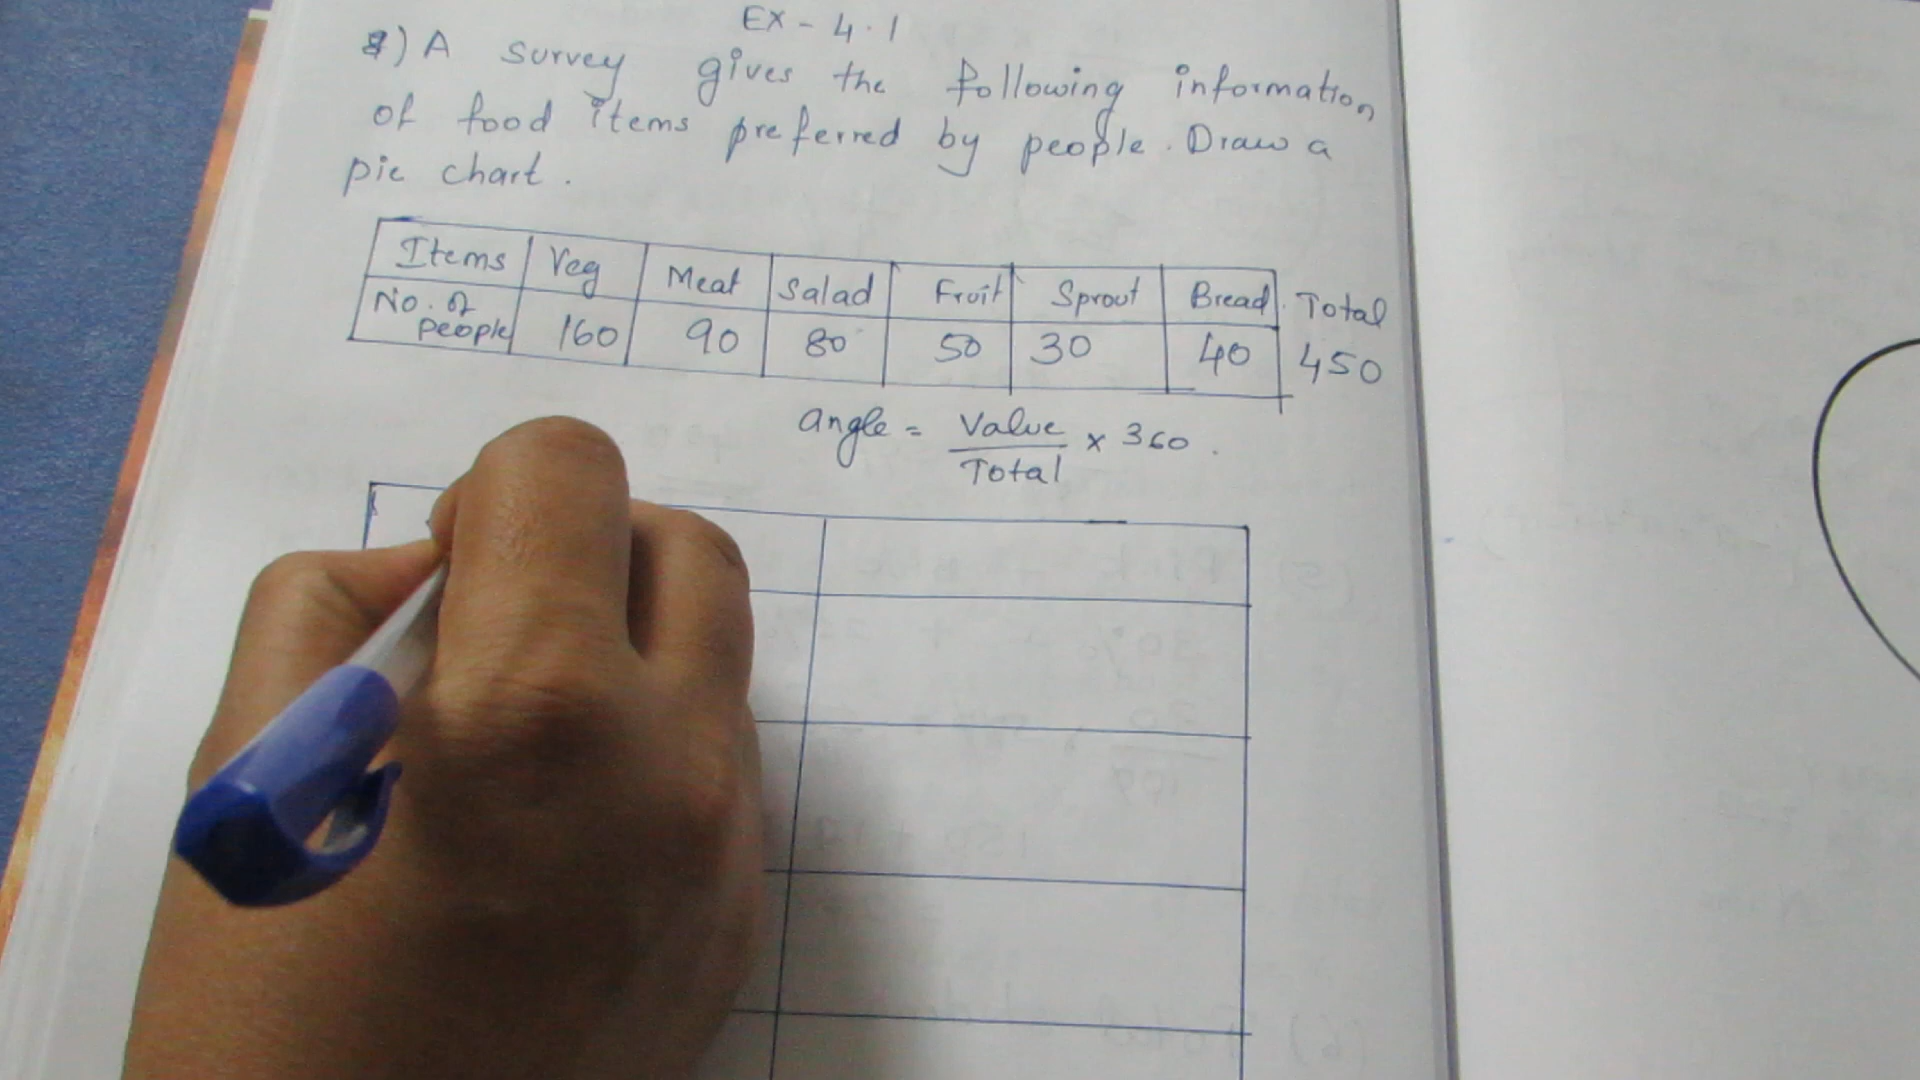 Ex - 4.1
8) A survey gives the following information
of food items preferred by people. Draw a
pie chart.
Items Veg Meat Salad Fruit Sprout Bread Total
No. of people 160 90 80 50 30 40 450
angle = Value / Total x 360.